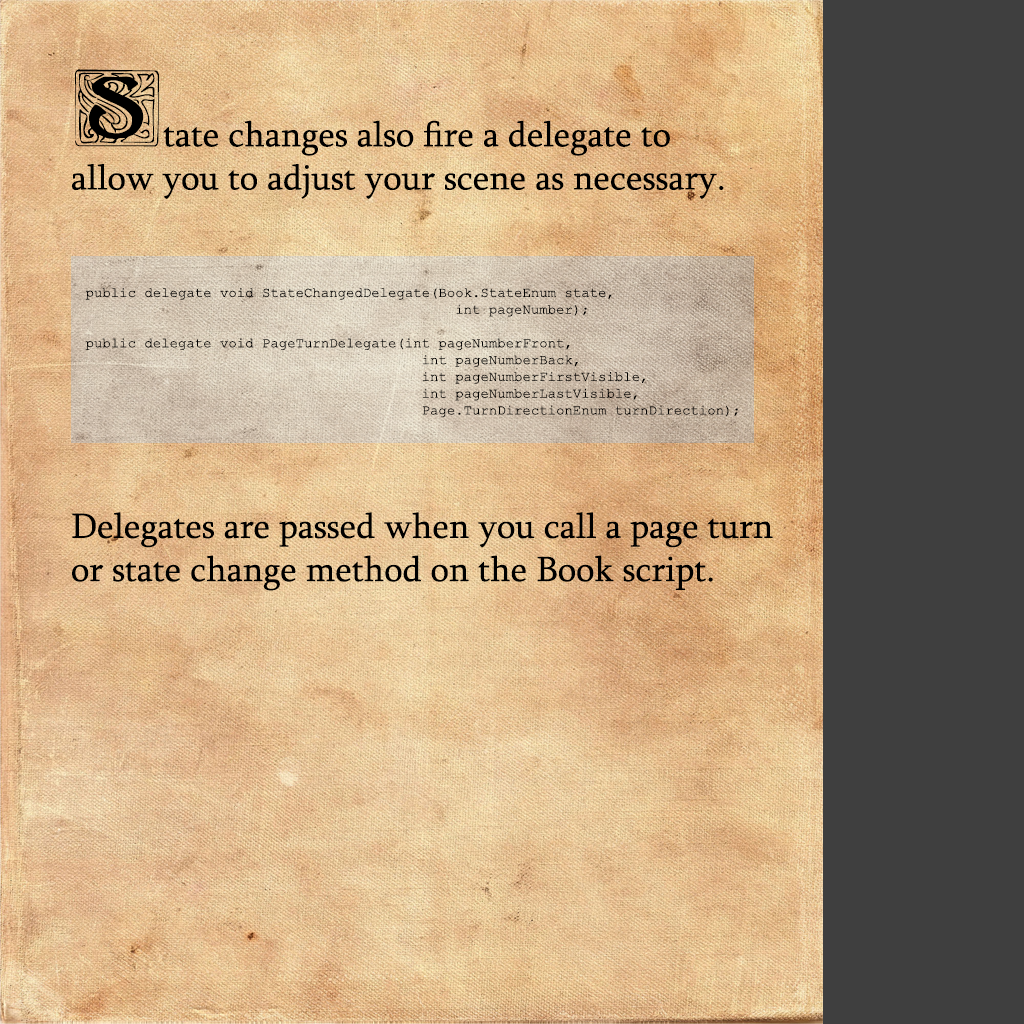 State changes also fire a delegate to
allow you to adjust your scene as necessary.
public delegate void StateChangedDelegate(Book.StateEnum state,
int pageNumber);
public delegate void PageTurnDelegate(int pageNumberFront,
int pageNumberBack,
int pageNumberFirstVisible,
int pageNumberLastVisible,
Page.TurnDirectionEnum turnDirection);
Delegates are passed when you call a page turn
or state change method on the Book script.